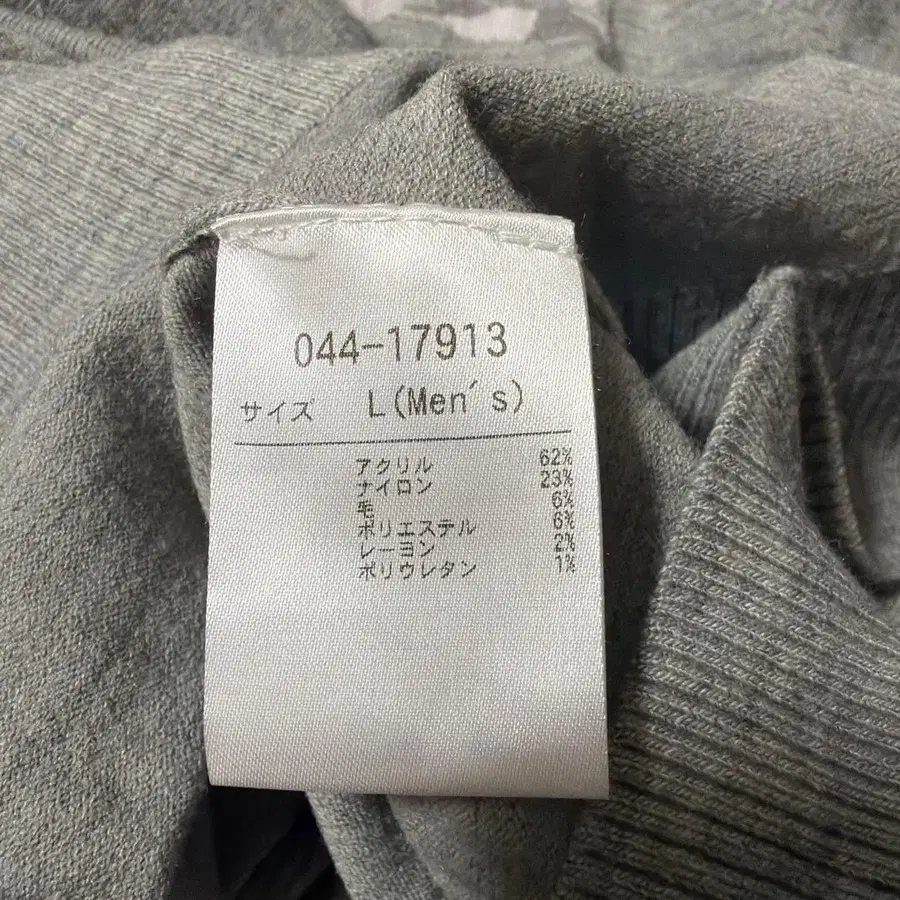 044-17913
サイズ L(Men's)
アクリル 62%
ナイロン 23%
毛 6%
ポリエステル 6%
レーヨン 2%
ポリウレタン 1%